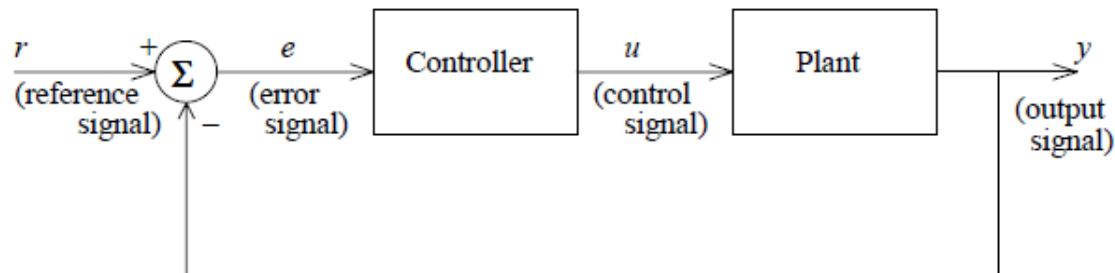 r
+
Σ
−
(reference
signal)
e
(error
signal)
Controller
u
(control
signal)
Plant
y
(output
signal)